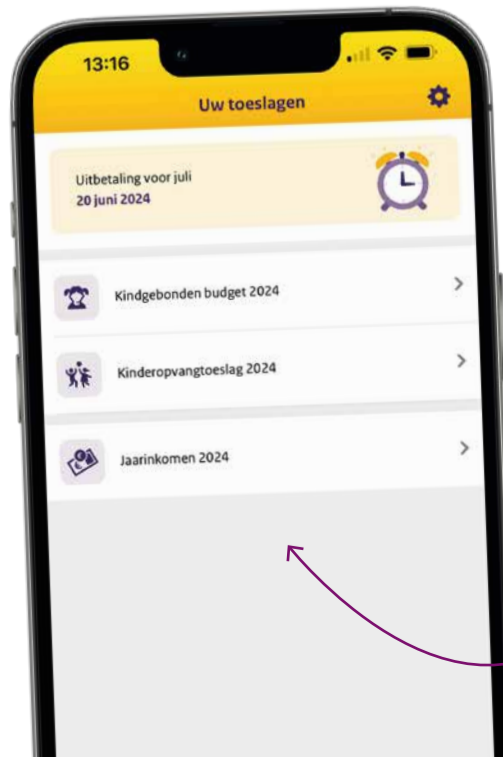 13:16
Uw toeslagen
Uitbetaling voor juli
20 juni 2024
Kindgebonden budget 2024
Kinderopvangtoeslag 2024
Jaarinkomen 2024